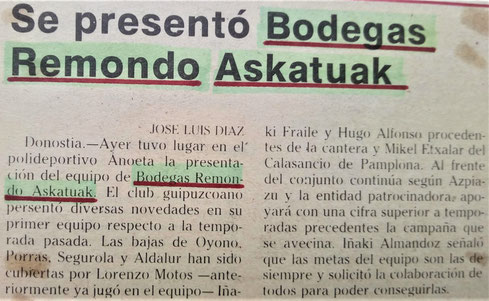 Se presentó Bodegas
Remondo Askatuak
JOSE LUIS DIAZ
Donostia.—Ayer tuvo lugar en el
polideportivo Anoeta la presenta-
ción del equipo de Bodegas Remon-
do Askatuak. El club guipuzcoano
persentó diversas novedades en su
primer equipo respecto a la tempo-
rada pasada. Las bajas de Oyono,
Porras, Segurola y Aldalur han sido
cubiertas por Lorenzo Motos —ante-
riormente ya jugó en el equipo— Iña-
ki Fraile y Hugo Alfonso proceden-
tes de la cantera y Mikel Etxalar del
Calasancio de Pamplona. Al frente
del conjunto continúa según Azpia-
zu y la entidad patrocinadora apo-
yará con una cifra superior a tempo-
radas precedentes la campaña que
se avecina. Iñaki Almandoz señaló
que las metas del equipo son las de
siempre y solicitó la colaboración de
todos para poder conseguirlas.